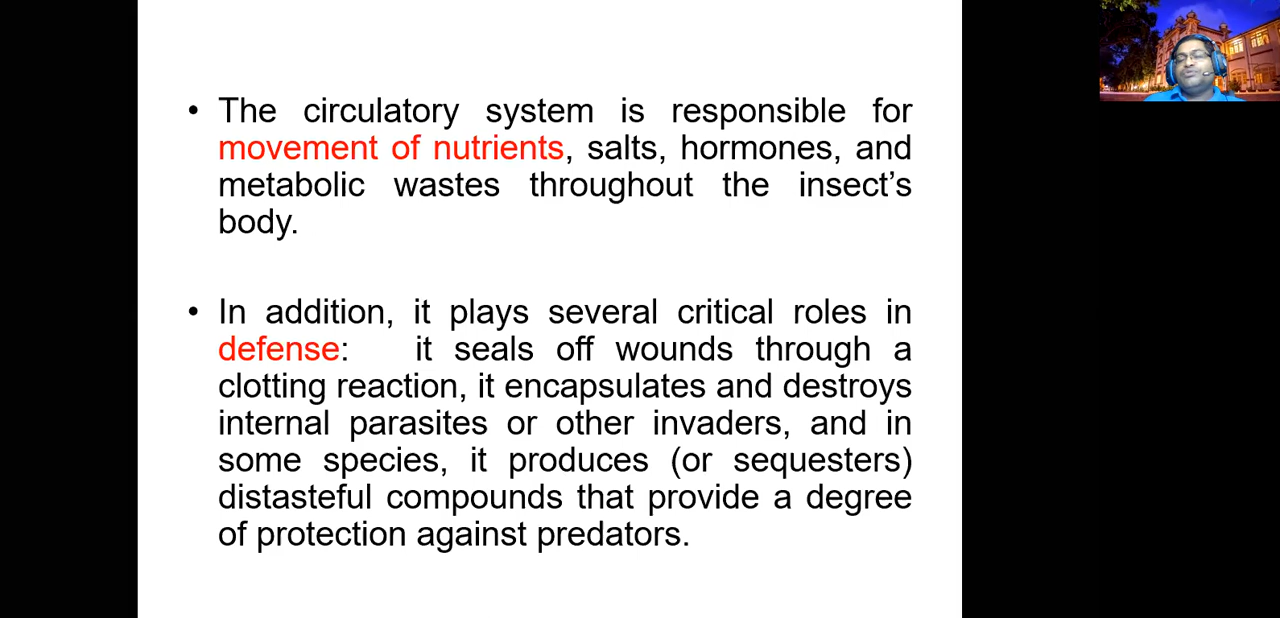 • The circulatory system is responsible for
movement of nutrients, salts, hormones, and
metabolic wastes throughout the insect’s
body.
• In addition, it plays several critical roles in
defense: it seals off wounds through a
clotting reaction, it encapsulates and destroys
internal parasites or other invaders, and in
some species, it produces (or sequesters)
distasteful compounds that provide a degree
of protection against predators.